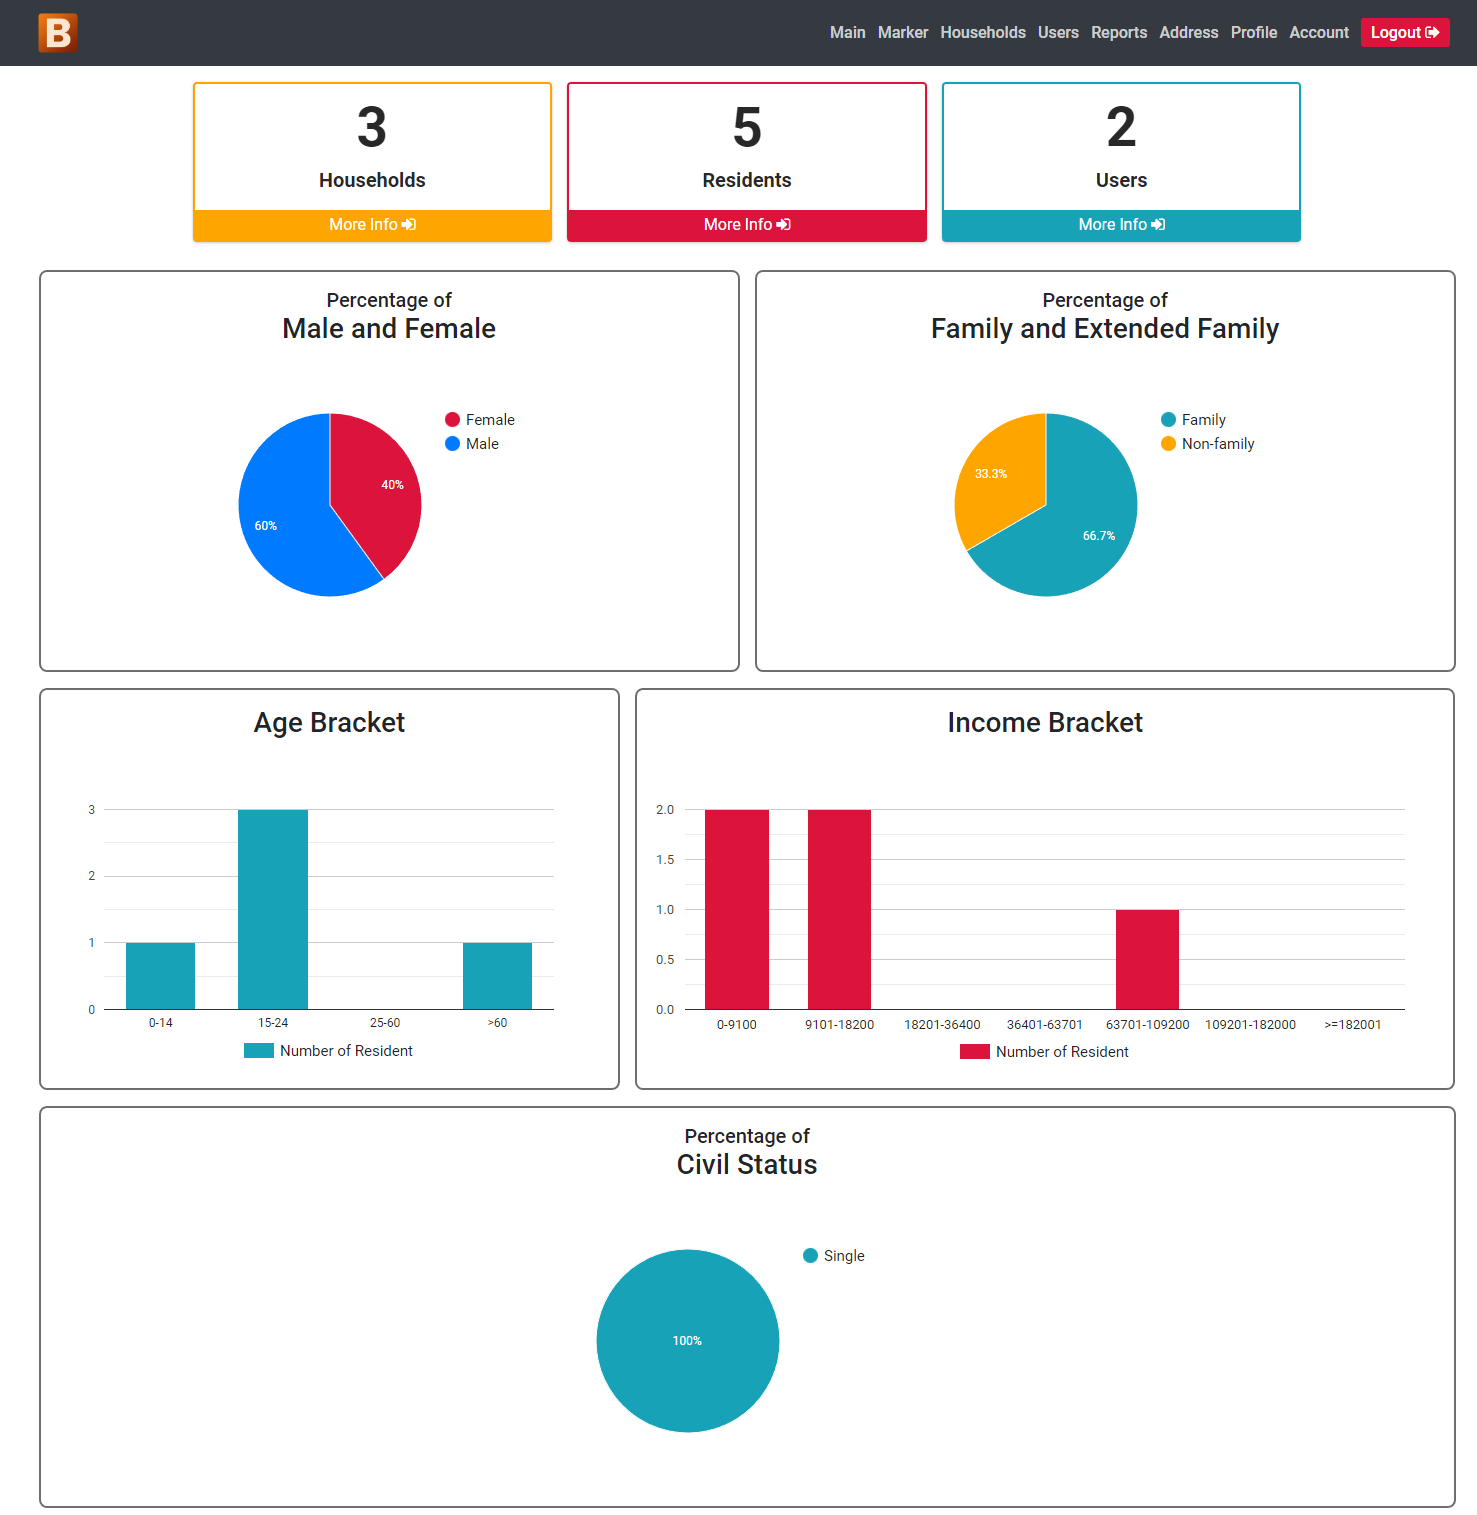 B
Main Marker Households Users Reports Address Profile Account Logout
3
Households
More Info
5
Residents
More Info
2
Users
More Info
Percentage of
Male and Female
Female
Male
40%
60%
Percentage of
Family and Extended Family
Family
Non-family
33.3%
66.7%
Age Bracket
3
2
1
0
0-14 15-24 25-60 >60
Number of Resident
Income Bracket
2.0
1.5
1.0
0.5
0.0
0-9100 9101-18200 18201-36400 36401-63701 63701-109200 109201-182000 >=182001
Number of Resident
Percentage of
Civil Status
Single
100%